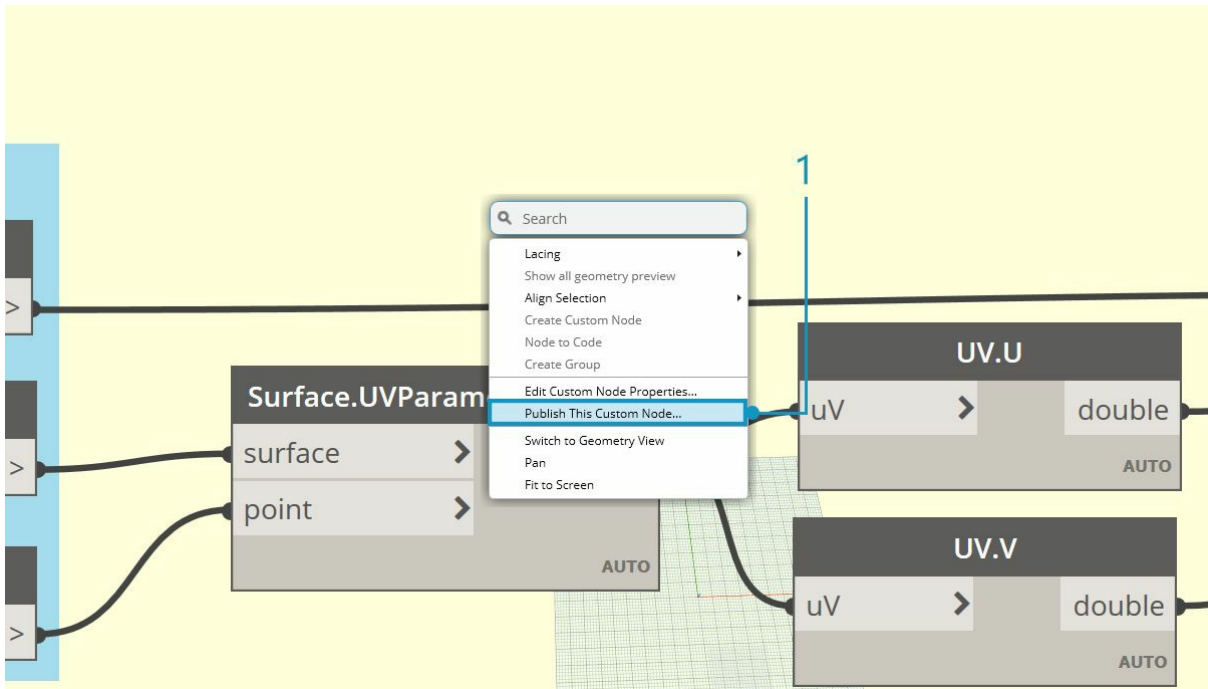 1
Search
Lacing
Show all geometry preview
Align Selection
Create Custom Node
Node to Code
Create Group
Edit Custom Node Properties...
Publish This Custom Node...
Switch to Geometry View
Pan
Fit to Screen
>
>
>
Surface.UVParam
surface >
point >
AUTO
UV.U
uV > double
AUTO
UV.V
uV > double
AUTO